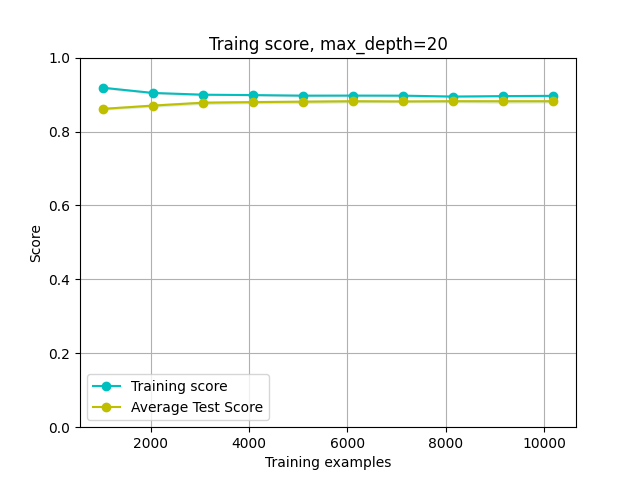 Traing score, max_depth=20
1.0
0.8
0.6
0.4
0.2
0.0
Score
Training score
Average Test Score
2000
4000
6000
8000
10000
Training examples